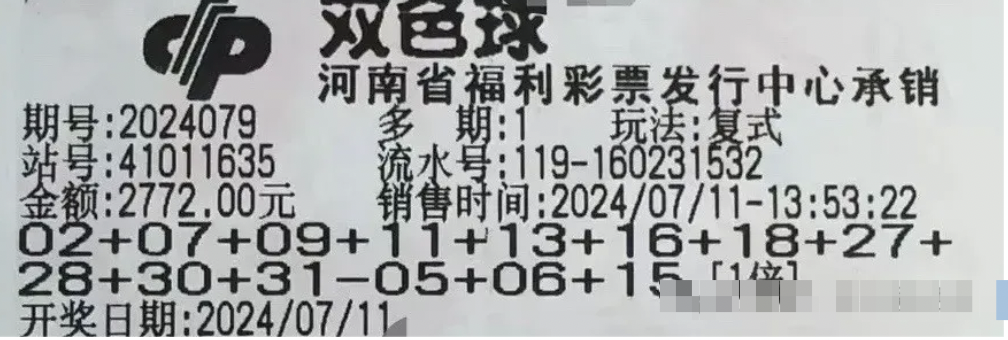 双色球
河南省福利彩票发行中心承销
期号:2024079 多 期:1 玩法:复式
站号:41011635 流水号:119-160231532
金额:2772.00元 销售时间:2024/07/11-13:53:22
02+07+09+11+13+16+18+27+
28+30+31-05+06+15 [1倍]
开奖日期:2024/07/11